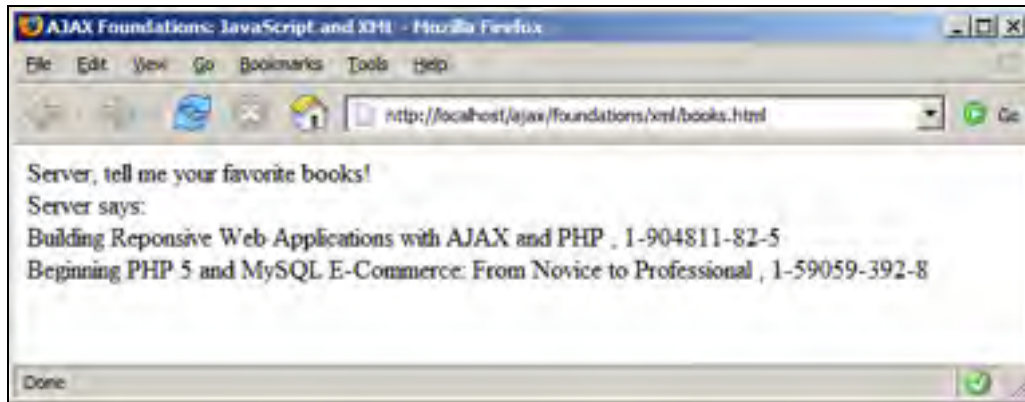 AJAX Foundations: JavaScript and XML - Mozilla Firefox
File Edit View Go Bookmarks Tools Help
http://localhost/ajax/foundations/xml/books.html Go
Server, tell me your favorite books!
Server says:
Building Reponsive Web Applications with AJAX and PHP , 1-904811-82-5
Beginning PHP 5 and MySQL E-Commerce: From Novice to Professional , 1-59059-392-8
Done